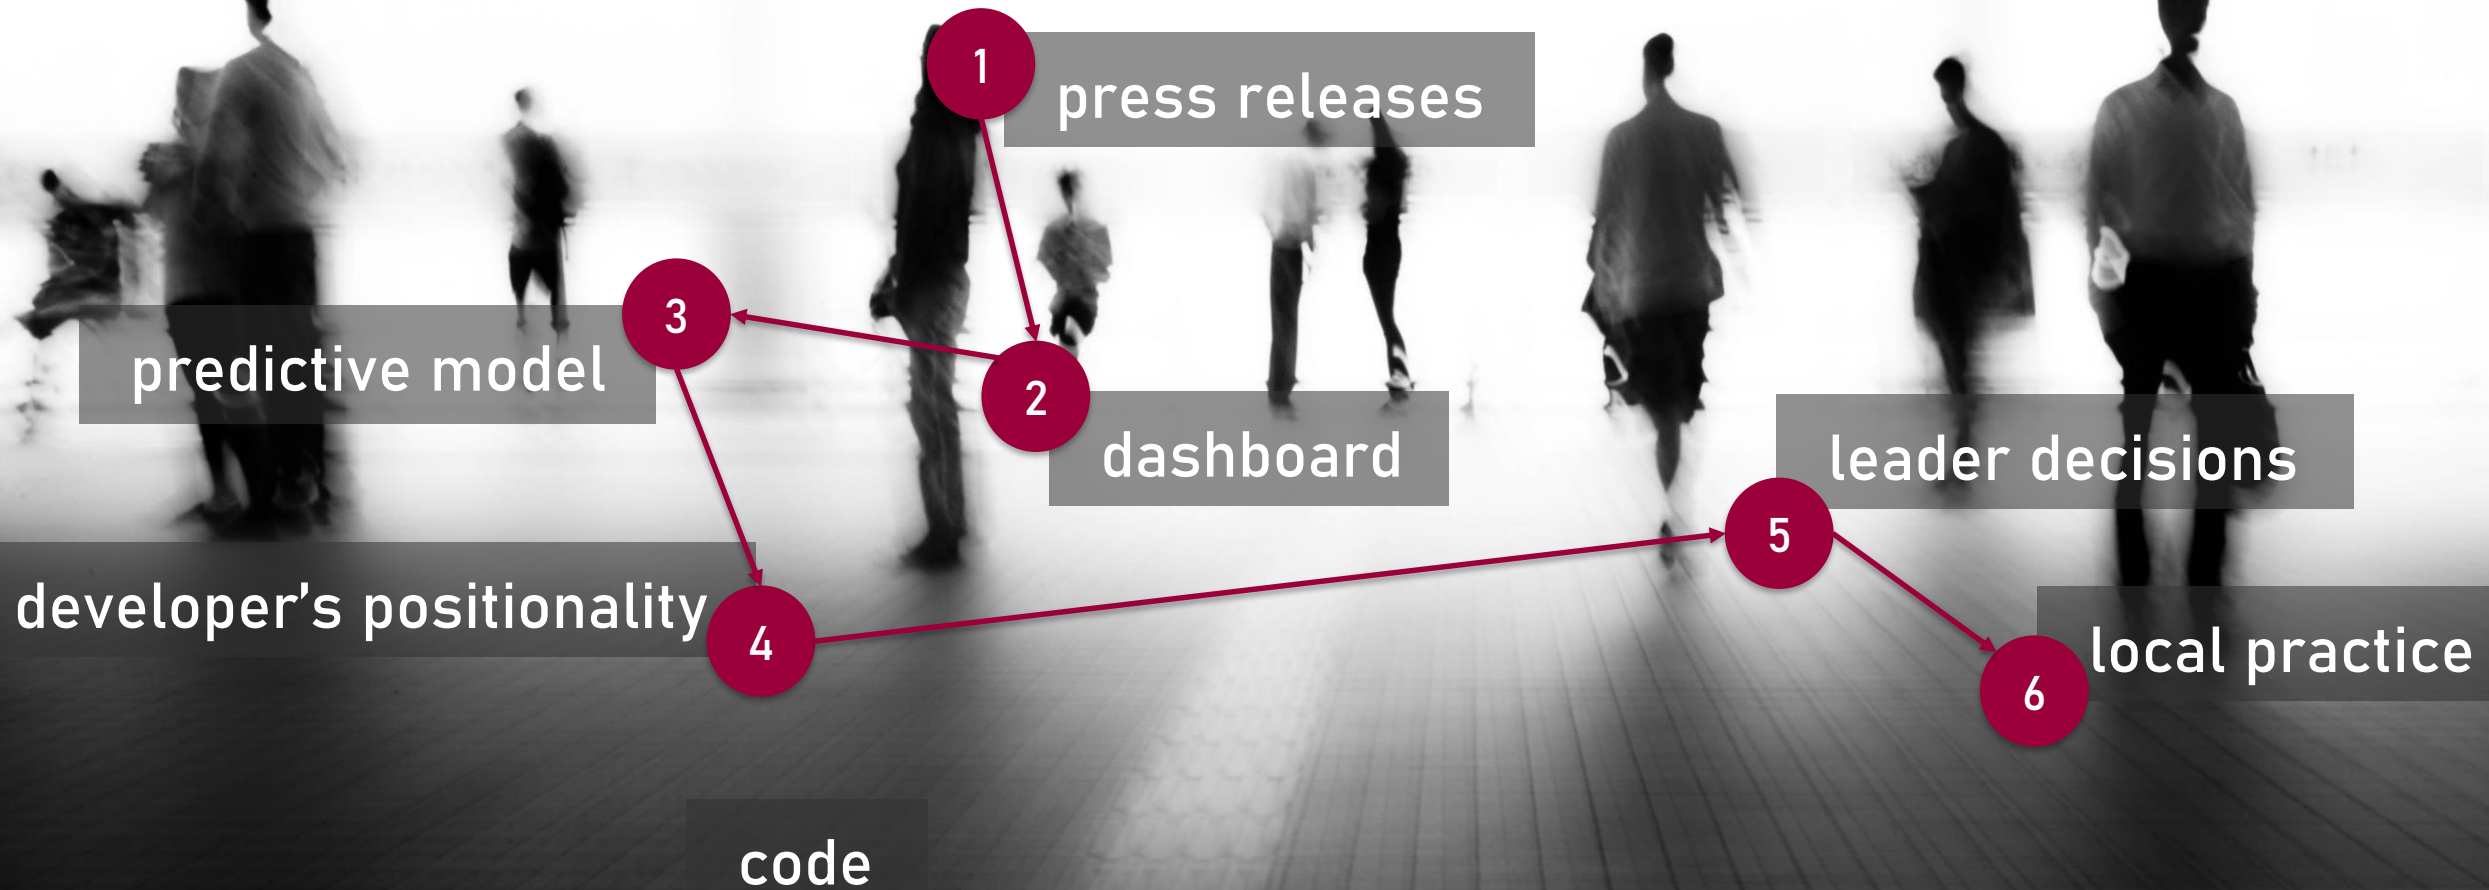 1
press releases
3
predictive model
2
dashboard
leader decisions
5
developer's positionality
4
local practice
6
code